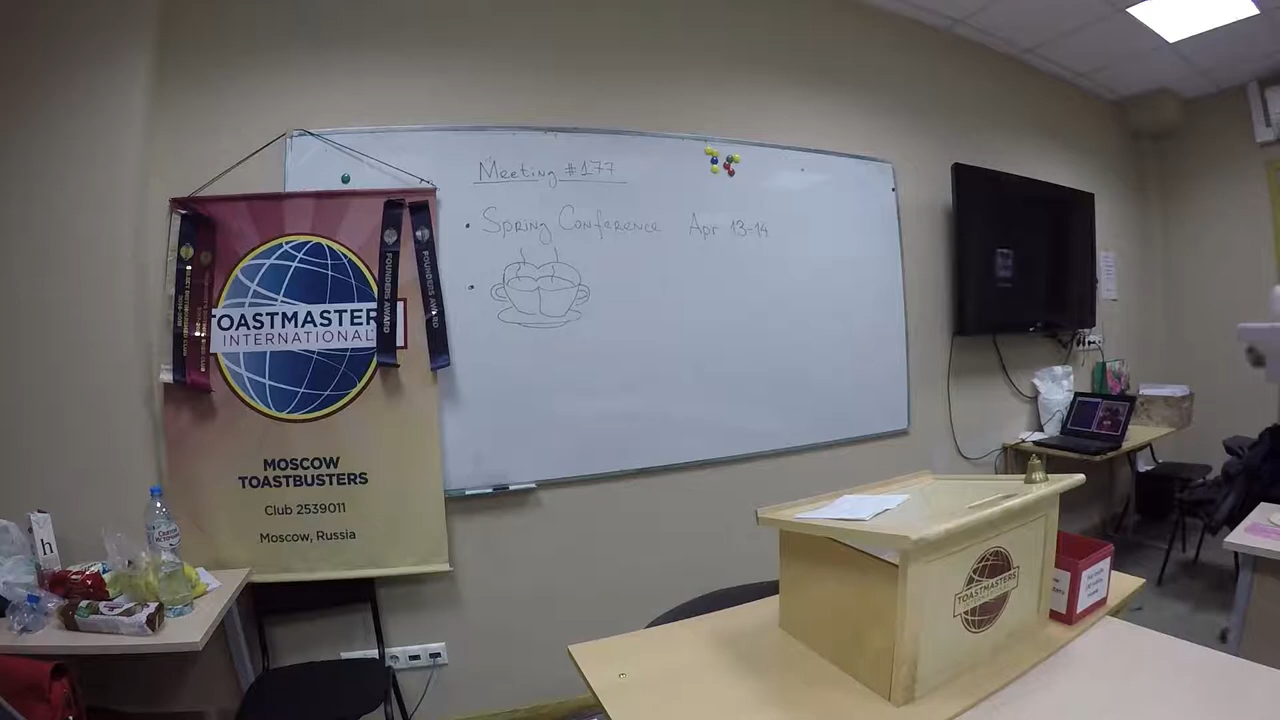 Meeting #177
• Spring Conference Apr 13-14
•
TOASTMASTERS
INTERNATIONAL
FOUNDERS AWARD
FOUNDERS AWARD
MOSCOW
TOASTBUSTERS
Club 2539011
Moscow, Russia
h
TOASTMASTERS
INTERNATIONAL